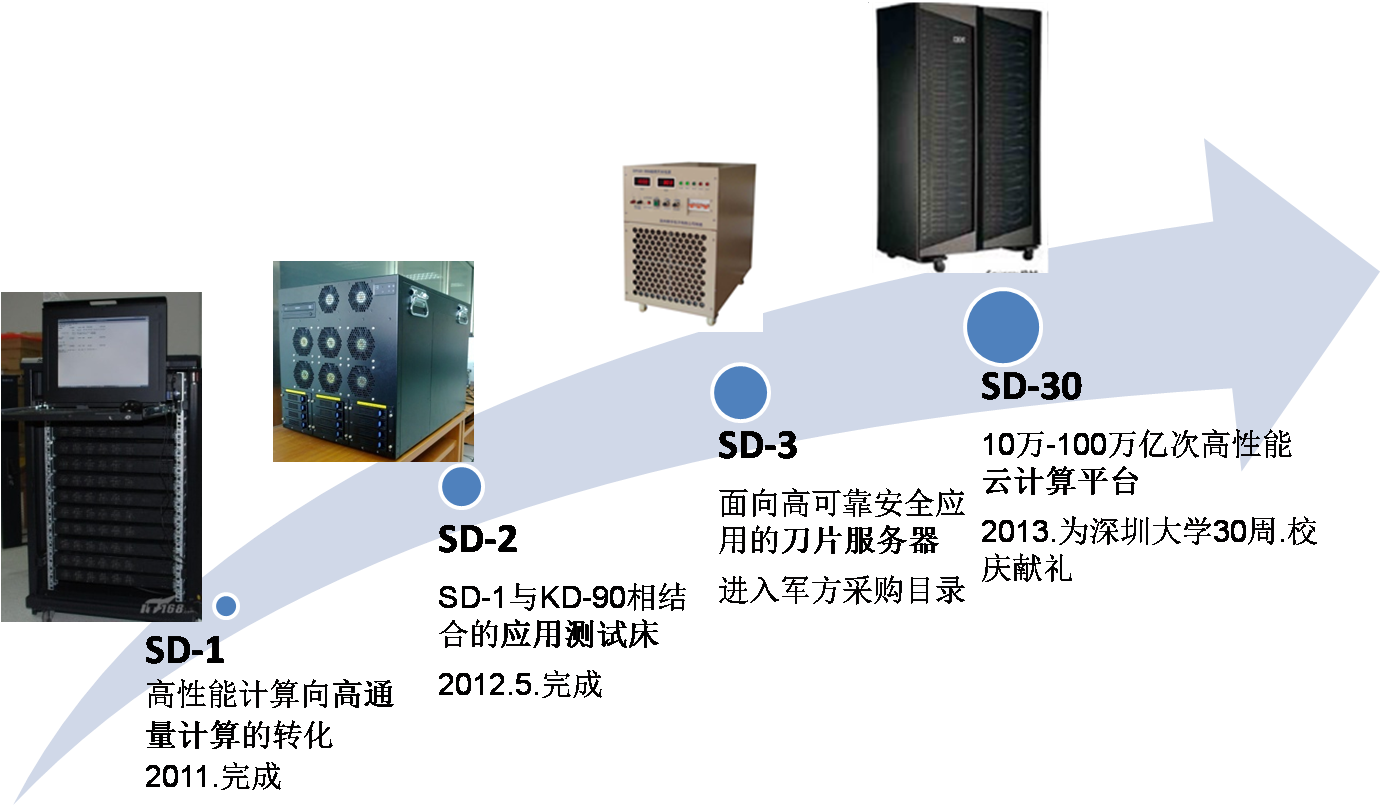 SD-1
高性能计算向高通
量计算的转化
2011.完成
SD-2
SD-1与KD-90相结
合的应用测试床
2012.5.完成
SD-3
面向高可靠安全应
用的刀片服务器
进入军方采购目录
SD-30
10万-100万亿次高性能
云计算平台
2013.为深圳大学30周.校
庆献礼